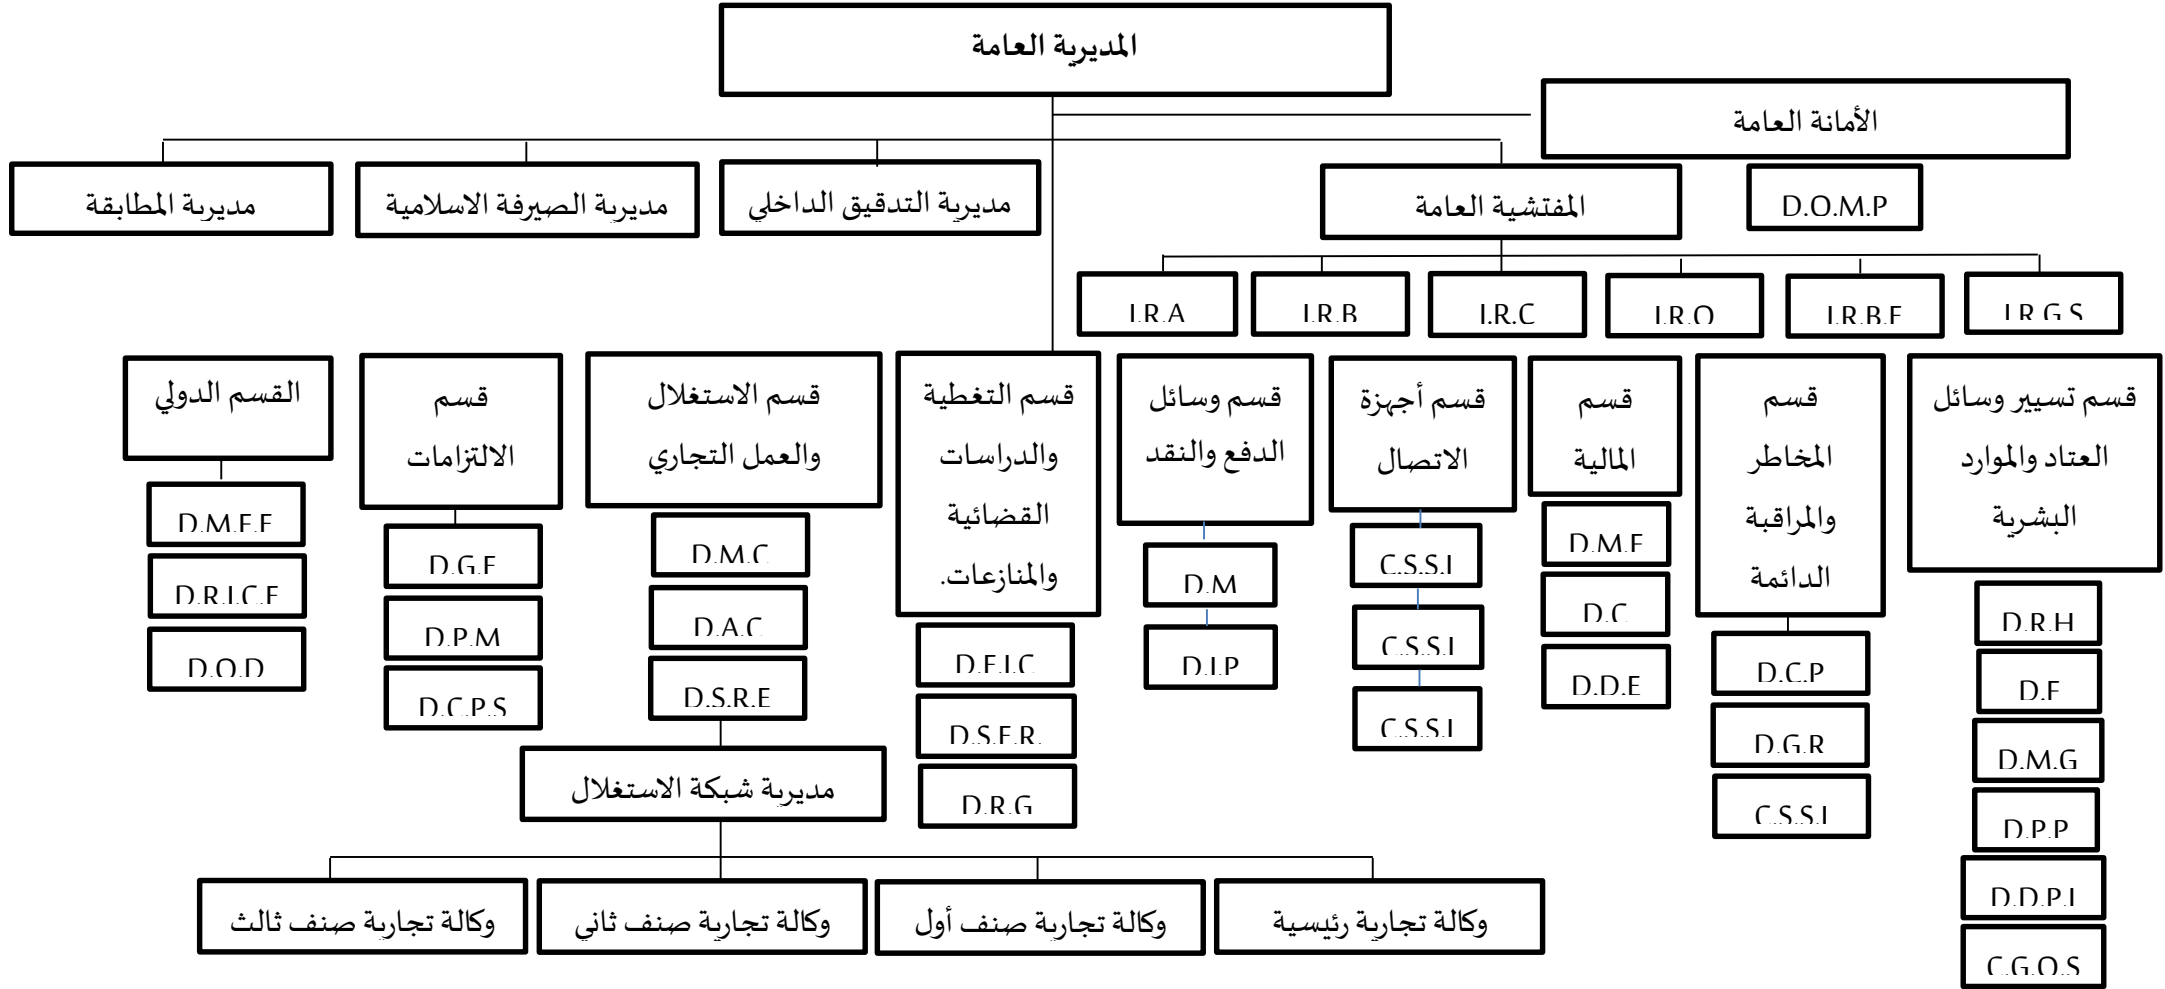 المديرية العامة
الأمانة العامة
D.O.M.P
المفتشية العامة
مديرية التدقيق الداخلي
مديرية الصيرفة الاسلامية
مديرية المطابقة
I.R.A
I.R.B
I.R.C
I.R.O
I.R.B.F
I.R.G.S
قسم تسيير وسائل
العتاد والموارد
البشرية
D.R.H
D.F
D.M.G
D.P.P
D.D.P.I
C.G.O.S
قسم
المخاطر
والمراقبة
الدائمة
D.C.P
D.G.R
C.S.S.I
قسم
المالية
D.M.F
D.C
D.D.E
قسم أجهزة
الاتصال
C.S.S.I
C.S.S.I
C.S.S.I
قسم وسائل
الدفع والنقد
D.M
D.I.P
قسم التغطية
والدراسات
القضائية
والمنازعات.
D.F.I.C
D.S.F.R.
D.R.G
قسم الاستغلال
والعمل التجاري
D.M.C
D.A.C
D.S.R.E
قسم
الالتزامات
D.G.F
D.P.M
D.C.P.S
القسم الدولي
D.M.F.F
D.R.I.C.F
D.O.D
مديرية شبكة الاستغلال
وكالة تجارية رئيسية
وكالة تجارية صنف أول
وكالة تجارية صنف ثاني
وكالة تجارية صنف ثالث